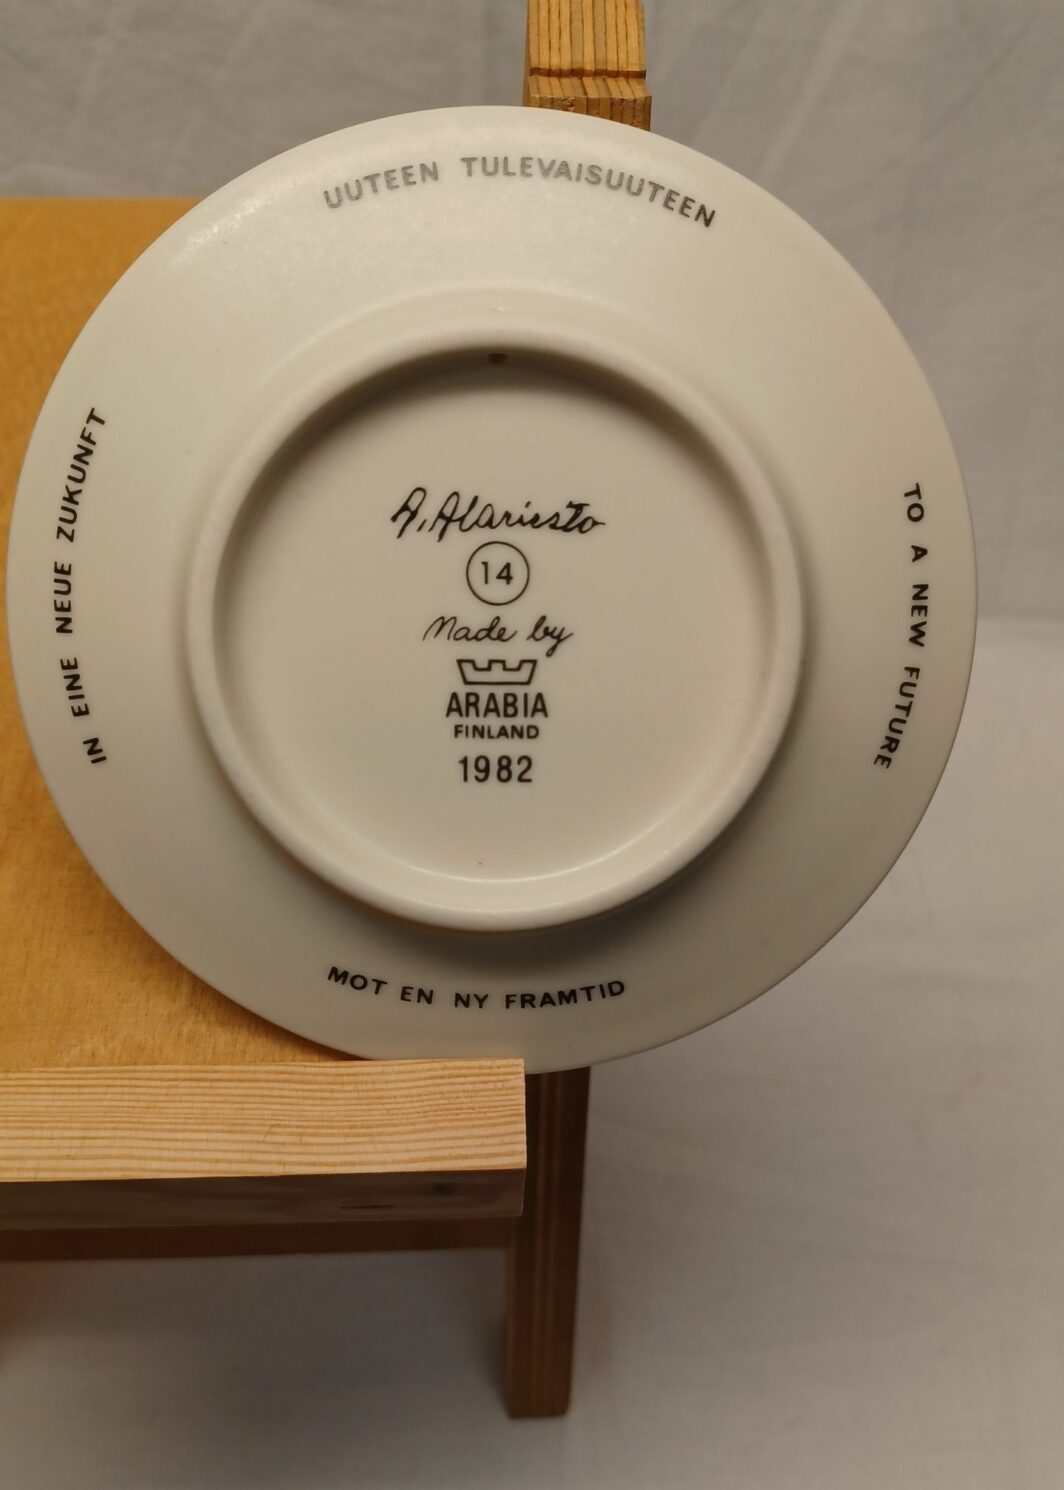 UUTEEN TULEVAISUUTEEN
IN EINE NEUE ZUKUNFT
TO A NEW FUTURE
A. Alariesto
14
Made by
ARABIA
FINLAND
1982
MOT EN NY FRAMTID